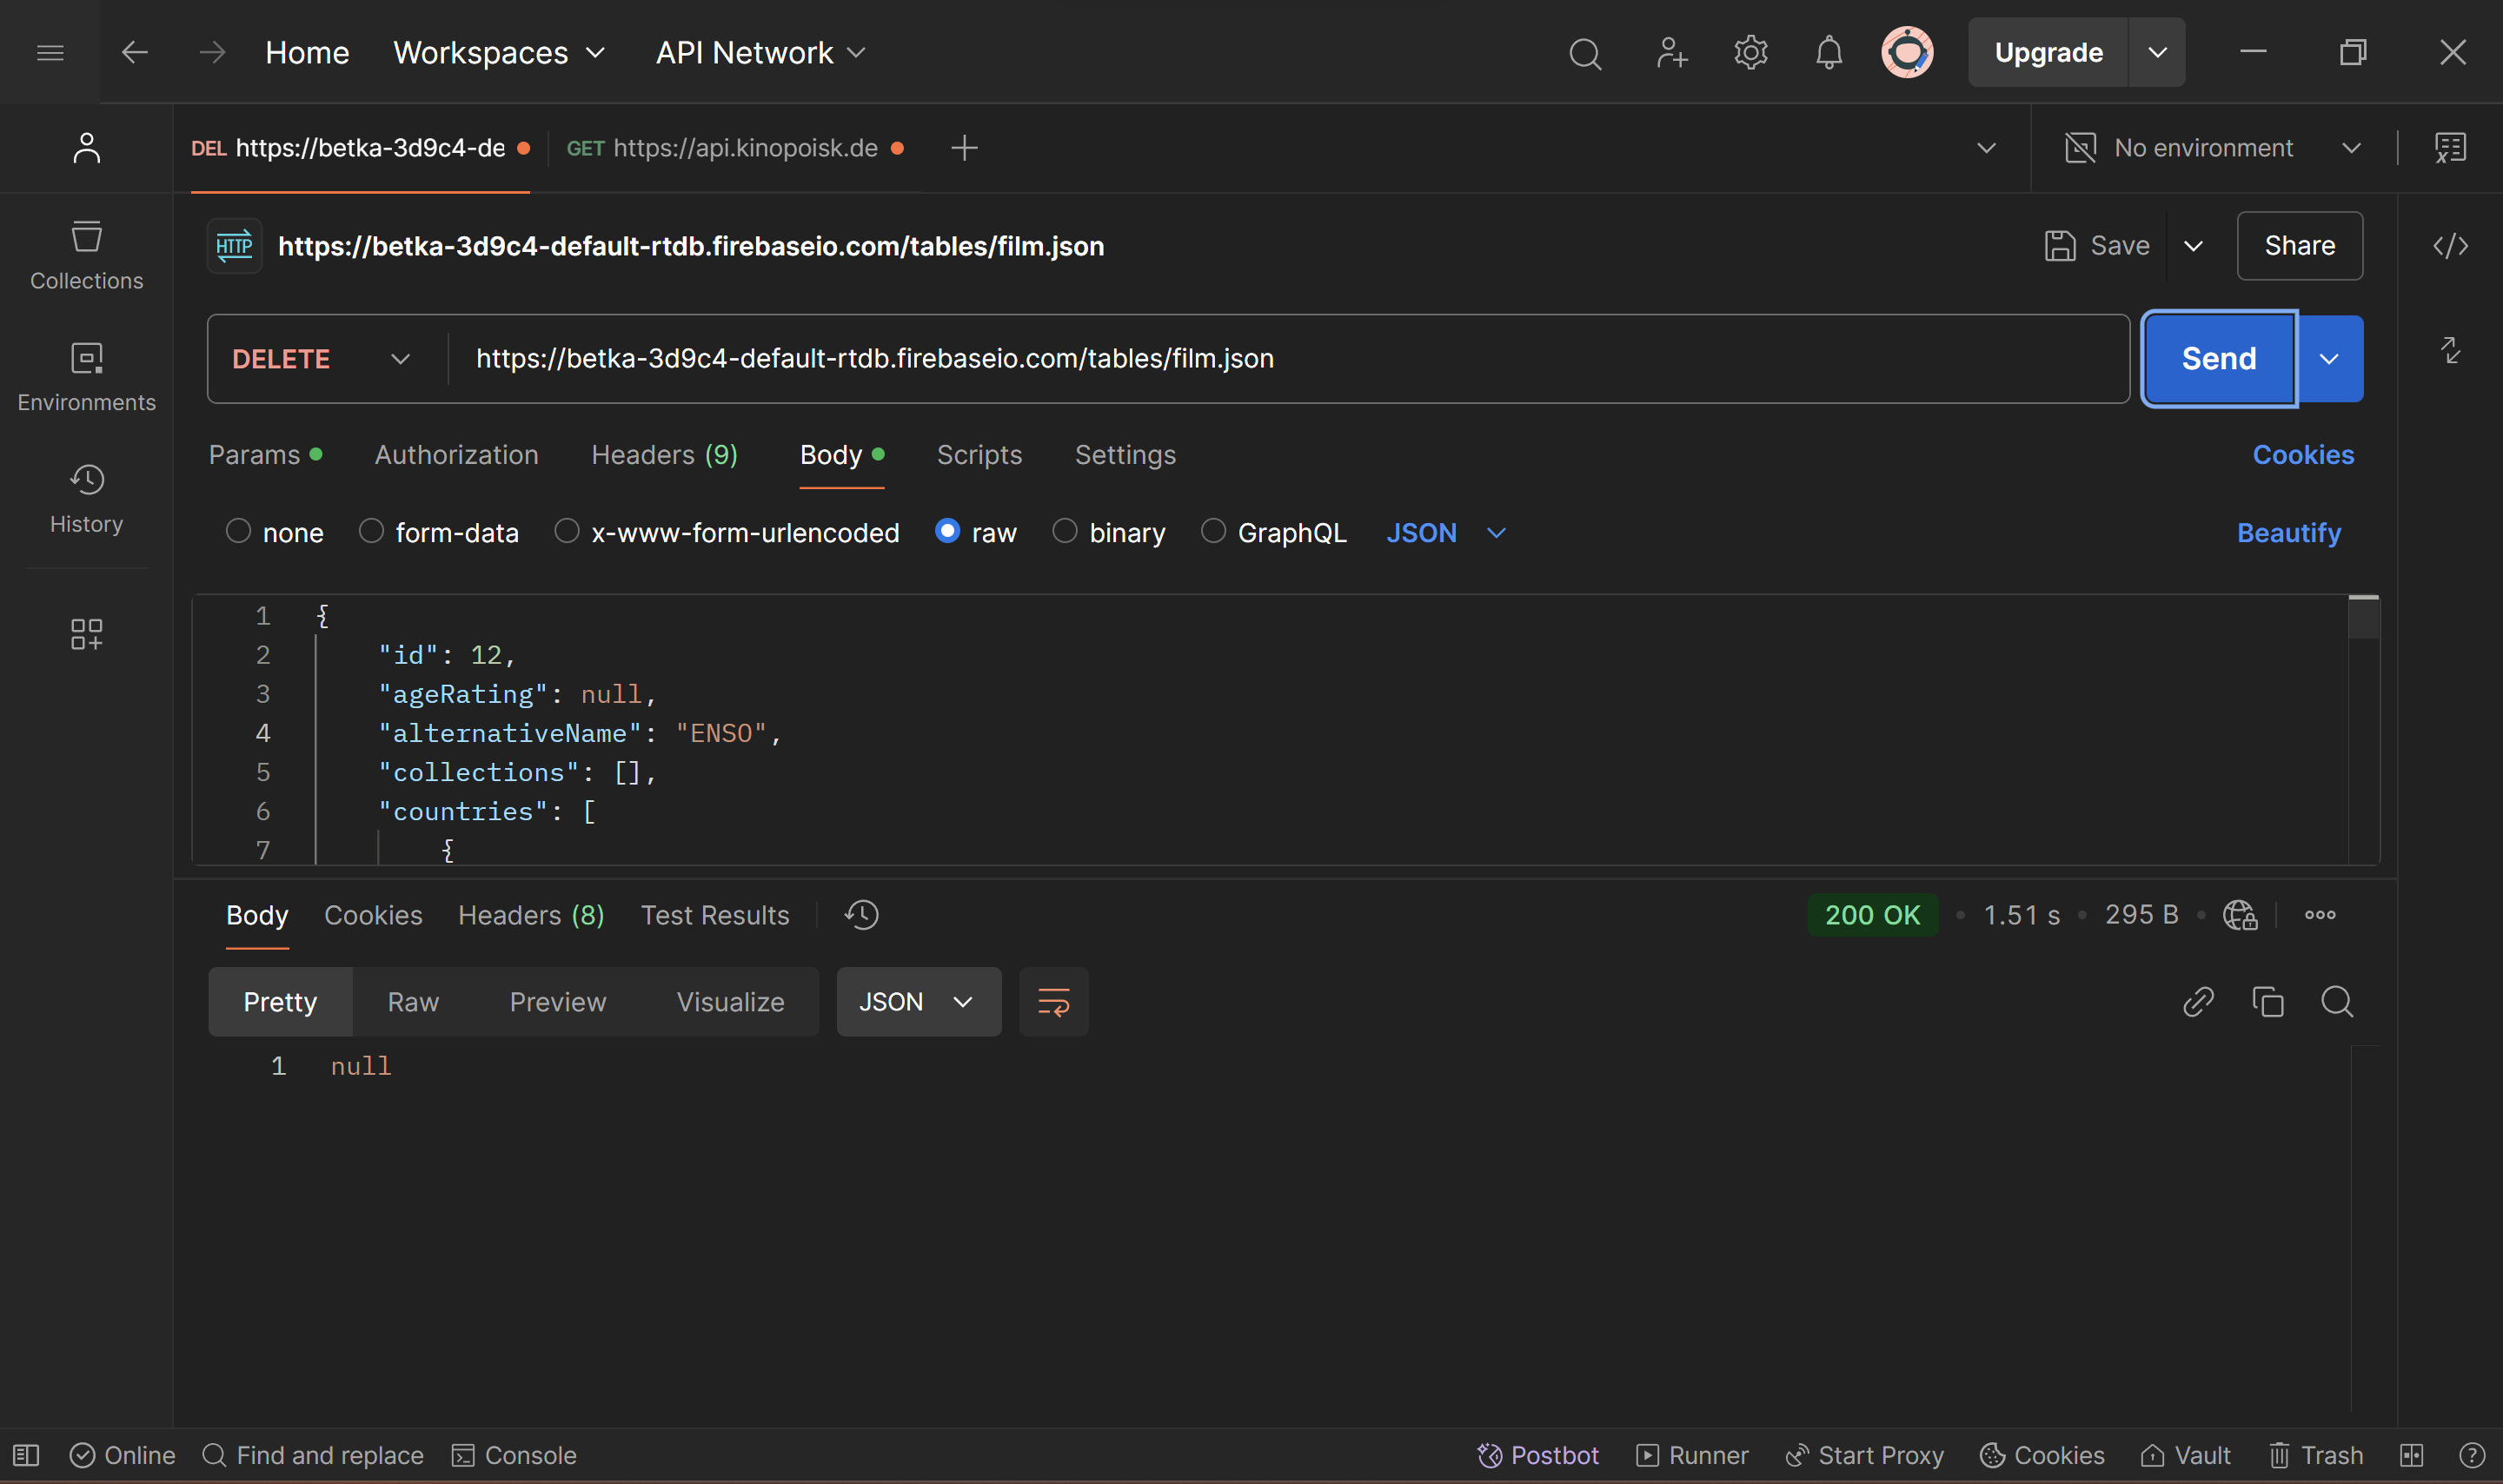 Home Workspaces API Network Upgrade
DEL https://betka-3d9c4-de GET https://api.kinopoisk.de No environment
HTTP https://betka-3d9c4-default-rtdb.firebaseio.com/tables/film.json Save Share
DELETE https://betka-3d9c4-default-rtdb.firebaseio.com/tables/film.json Send
Params Authorization Headers (9) Body Scripts Settings Cookies
none form-data x-www-form-urlencoded raw binary GraphQL JSON Beautify
Collections
Environments
History
1 {
2 "id": 12,
3 "ageRating": null,
4 "alternativeName": "ENSO",
5 "collections": [],
6 "countries": [
7 {
Body Cookies Headers (8) Test Results 200 OK • 1.51 s • 295 B •
Pretty Raw Preview Visualize JSON
1 null
Online Find and replace Console Postbot Runner Start Proxy Cookies Vault Trash